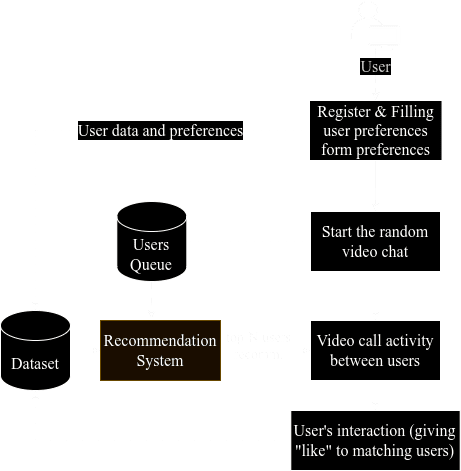 User
Register & Filling
user preferences
form preferences
User data and preferences
Users
Queue
Start the random
video chat
Dataset
Recommendation
System
Video call activity
between users
User's interaction (giving
"like" to matching users)